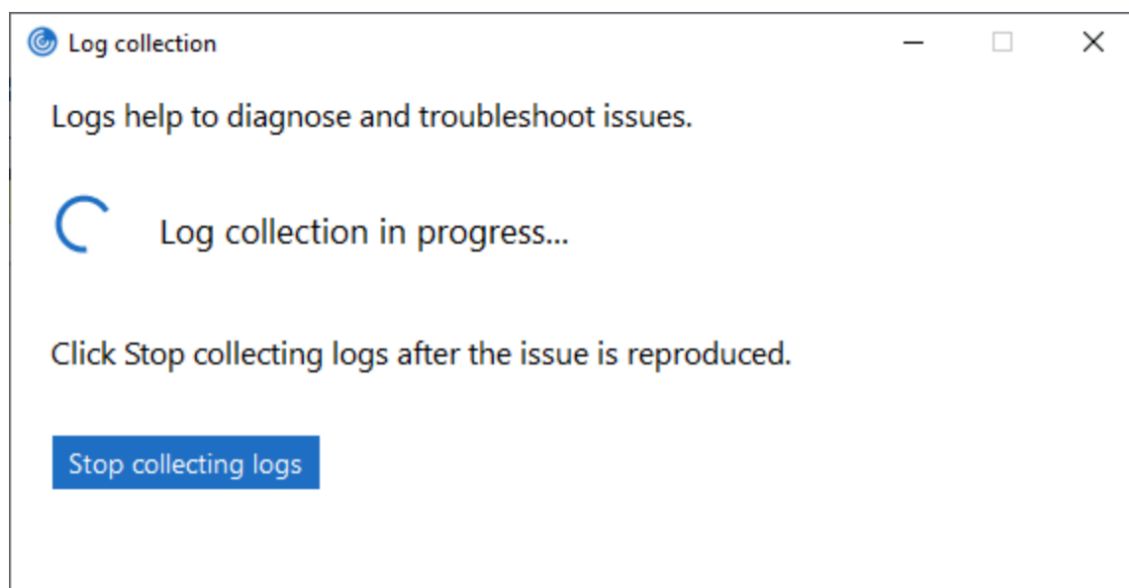 Log collection
Logs help to diagnose and troubleshoot issues.
Log collection in progress...
Click Stop collecting logs after the issue is reproduced.
Stop collecting logs